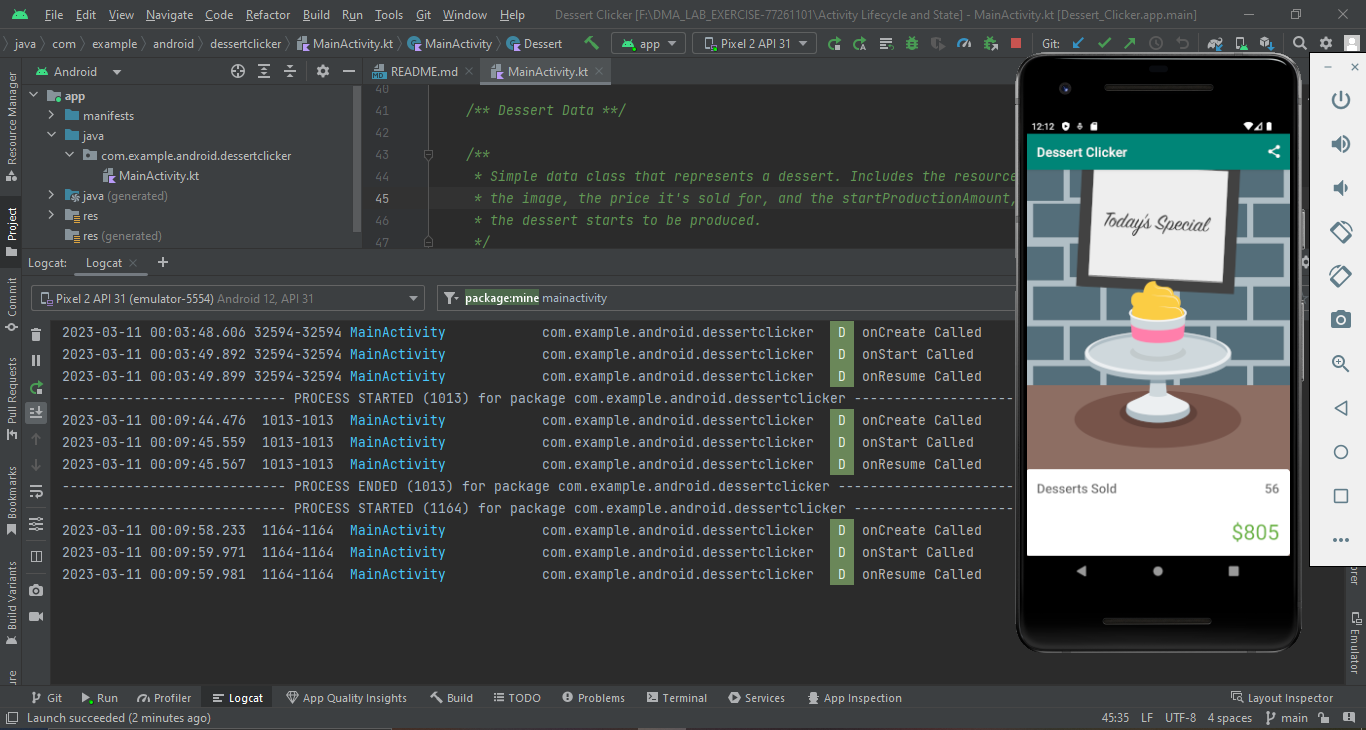 File Edit View Navigate Code Refactor Build Run Tools Git Window Help Dessert Clicker [F:\DMA_LAB_EXERCISE-77261101\Activity Lifecycle and State] - MainActivity.kt [Dessert_Clicker.app.main]
java com example android dessertclicker MainActivity.kt MainActivity Dessert app Pixel 2 API 31 Git:
Android
README.md
MainActivity.kt
Resource Manager
Project
Commit
Pull Requests
Bookmarks
Build Variants
app
manifests
java
com.example.android.dessertclicker
MainActivity.kt
java (generated)
res
res (generated)
40
41 /** Dessert Data **/
42
43 /**
44 * Simple data class that represents a dessert. Includes the resource
45 * the image, the price it's sold for, and the startProductionAmount,
46 * the dessert starts to be produced.
47 */
Logcat: Logcat
Pixel 2 API 31 (emulator-5554) Android 12, API 31
package:mine mainactivity
2023-03-11 00:03:48.606 32594-32594 MainActivity com.example.android.dessertclicker D onCreate Called
2023-03-11 00:03:49.892 32594-32594 MainActivity com.example.android.dessertclicker D onStart Called
2023-03-11 00:03:49.899 32594-32594 MainActivity com.example.android.dessertclicker D onResume Called
---------------------------- PROCESS STARTED (1013) for package com.example.android.dessertclicker --------------------
2023-03-11 00:09:44.476 1013-1013 MainActivity com.example.android.dessertclicker D onCreate Called
2023-03-11 00:09:45.559 1013-1013 MainActivity com.example.android.dessertclicker D onStart Called
2023-03-11 00:09:45.567 1013-1013 MainActivity com.example.android.dessertclicker D onResume Called
---------------------------- PROCESS ENDED (1013) for package com.example.android.dessertclicker ----------------------
---------------------------- PROCESS STARTED (1164) for package com.example.android.dessertclicker --------------------
2023-03-11 00:09:58.233 1164-1164 MainActivity com.example.android.dessertclicker D onCreate Called
2023-03-11 00:09:59.971 1164-1164 MainActivity com.example.android.dessertclicker D onStart Called
2023-03-11 00:09:59.981 1164-1164 MainActivity com.example.android.dessertclicker D onResume Called
12:12
Dessert Clicker
Today's Special
Desserts Sold 56
$805
Emulator
Git Run Profiler Logcat App Quality Insights Build TODO Problems Terminal Services App Inspection Layout Inspector
Launch succeeded (2 minutes ago) 45:35 LF UTF-8 4 spaces main